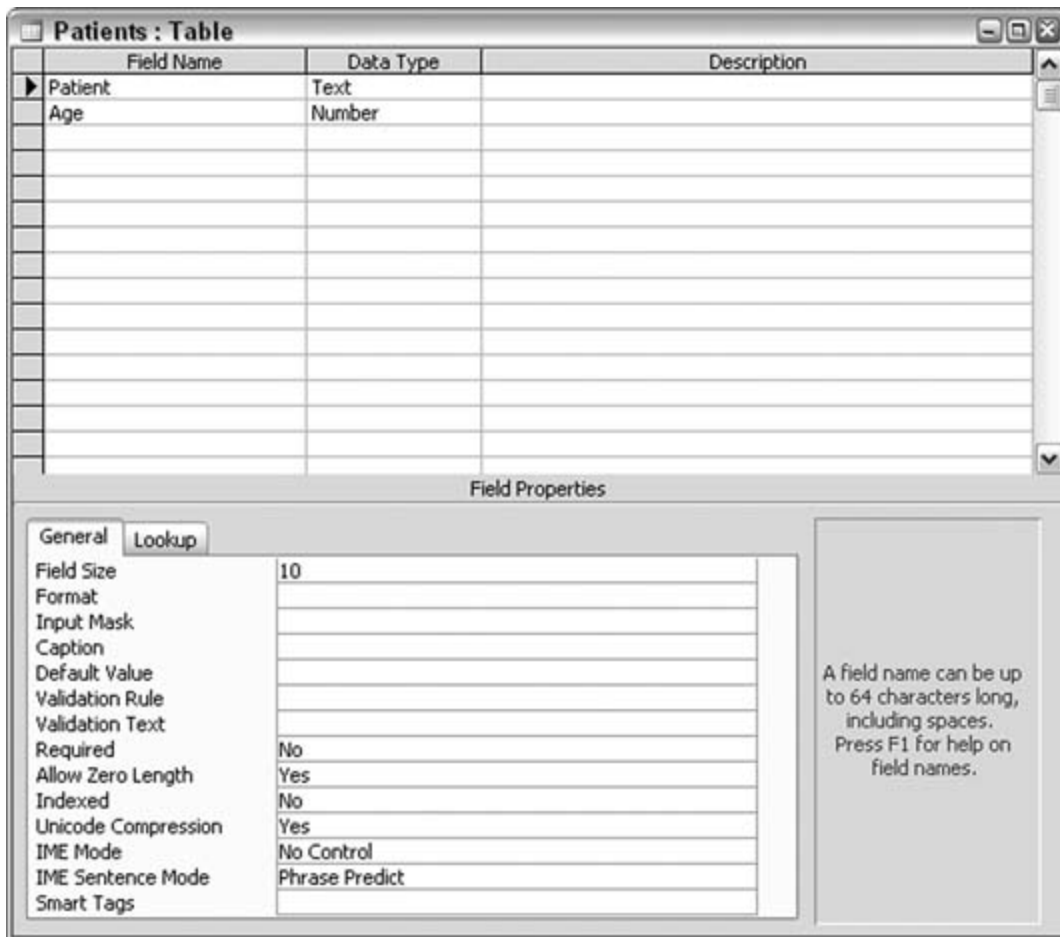 Patients : Table
Field Name Data Type Description
Patient Text
Age Number
Field Properties
General Lookup
Field Size 10
Format
Input Mask
Caption
Default Value
Validation Rule
Validation Text
Required No
Allow Zero Length Yes
Indexed No
Unicode Compression Yes
IME Mode No Control
IME Sentence Mode Phrase Predict
Smart Tags
A field name can be up
to 64 characters long,
including spaces.
Press F1 for help on
field names.